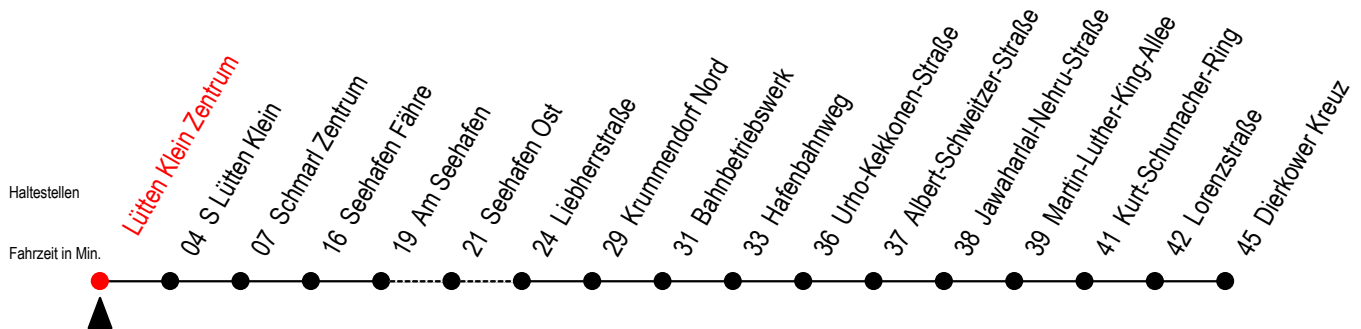 Haltestellen
Fahrzeit in Min.
Lütten Klein Zentrum
04 S Lütten Klein
07 Schmarl Zentrum
16 Seehafen Fähre
19 Am Seehafen
21 Seehafen Ost
24 Liebherrstraße
29 Krummendorf Nord
31 Bahnbetriebswerk
33 Hafenbahnweg
36 Urho-Kekkonen-Straße
37 Albert-Schweitzer-Straße
38 Jawaharlal-Nehru-Straße
39 Martin-Luther-King-Allee
41 Kurt-Schumacher-Ring
42 Lorenzstraße
45 Dierkower Kreuz